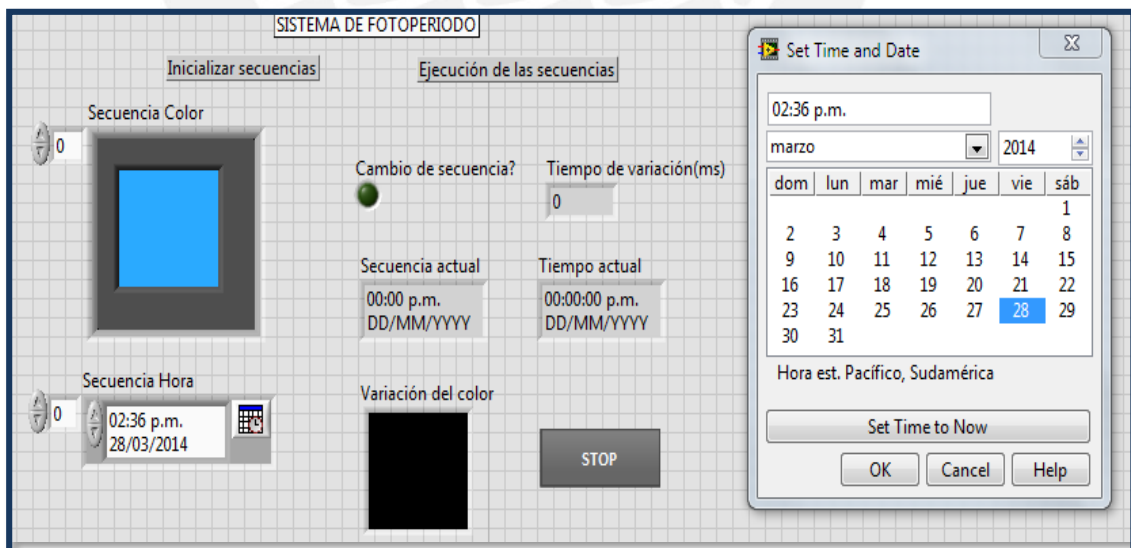 SISTEMA DE FOTOPERIODO
Inicializar secuencias
Ejecución de las secuencias
Secuencia Color
0
Cambio de secuencia?
Tiempo de variación(ms)
0
Secuencia actual
00:00 p.m.
DD/MM/YYYY
Tiempo actual
00:00:00 p.m.
DD/MM/YYYY
Secuencia Hora
0
02:36 p.m.
28/03/2014
Variación del color
STOP
Set Time and Date
02:36 p.m.
marzo
2014
dom lun mar mié jue vie sáb
1
2 3 4 5 6 7 8
9 10 11 12 13 14 15
16 17 18 19 20 21 22
23 24 25 26 27 28 29
30 31
Hora est. Pacífico, Sudamérica
Set Time to Now
OK
Cancel
Help